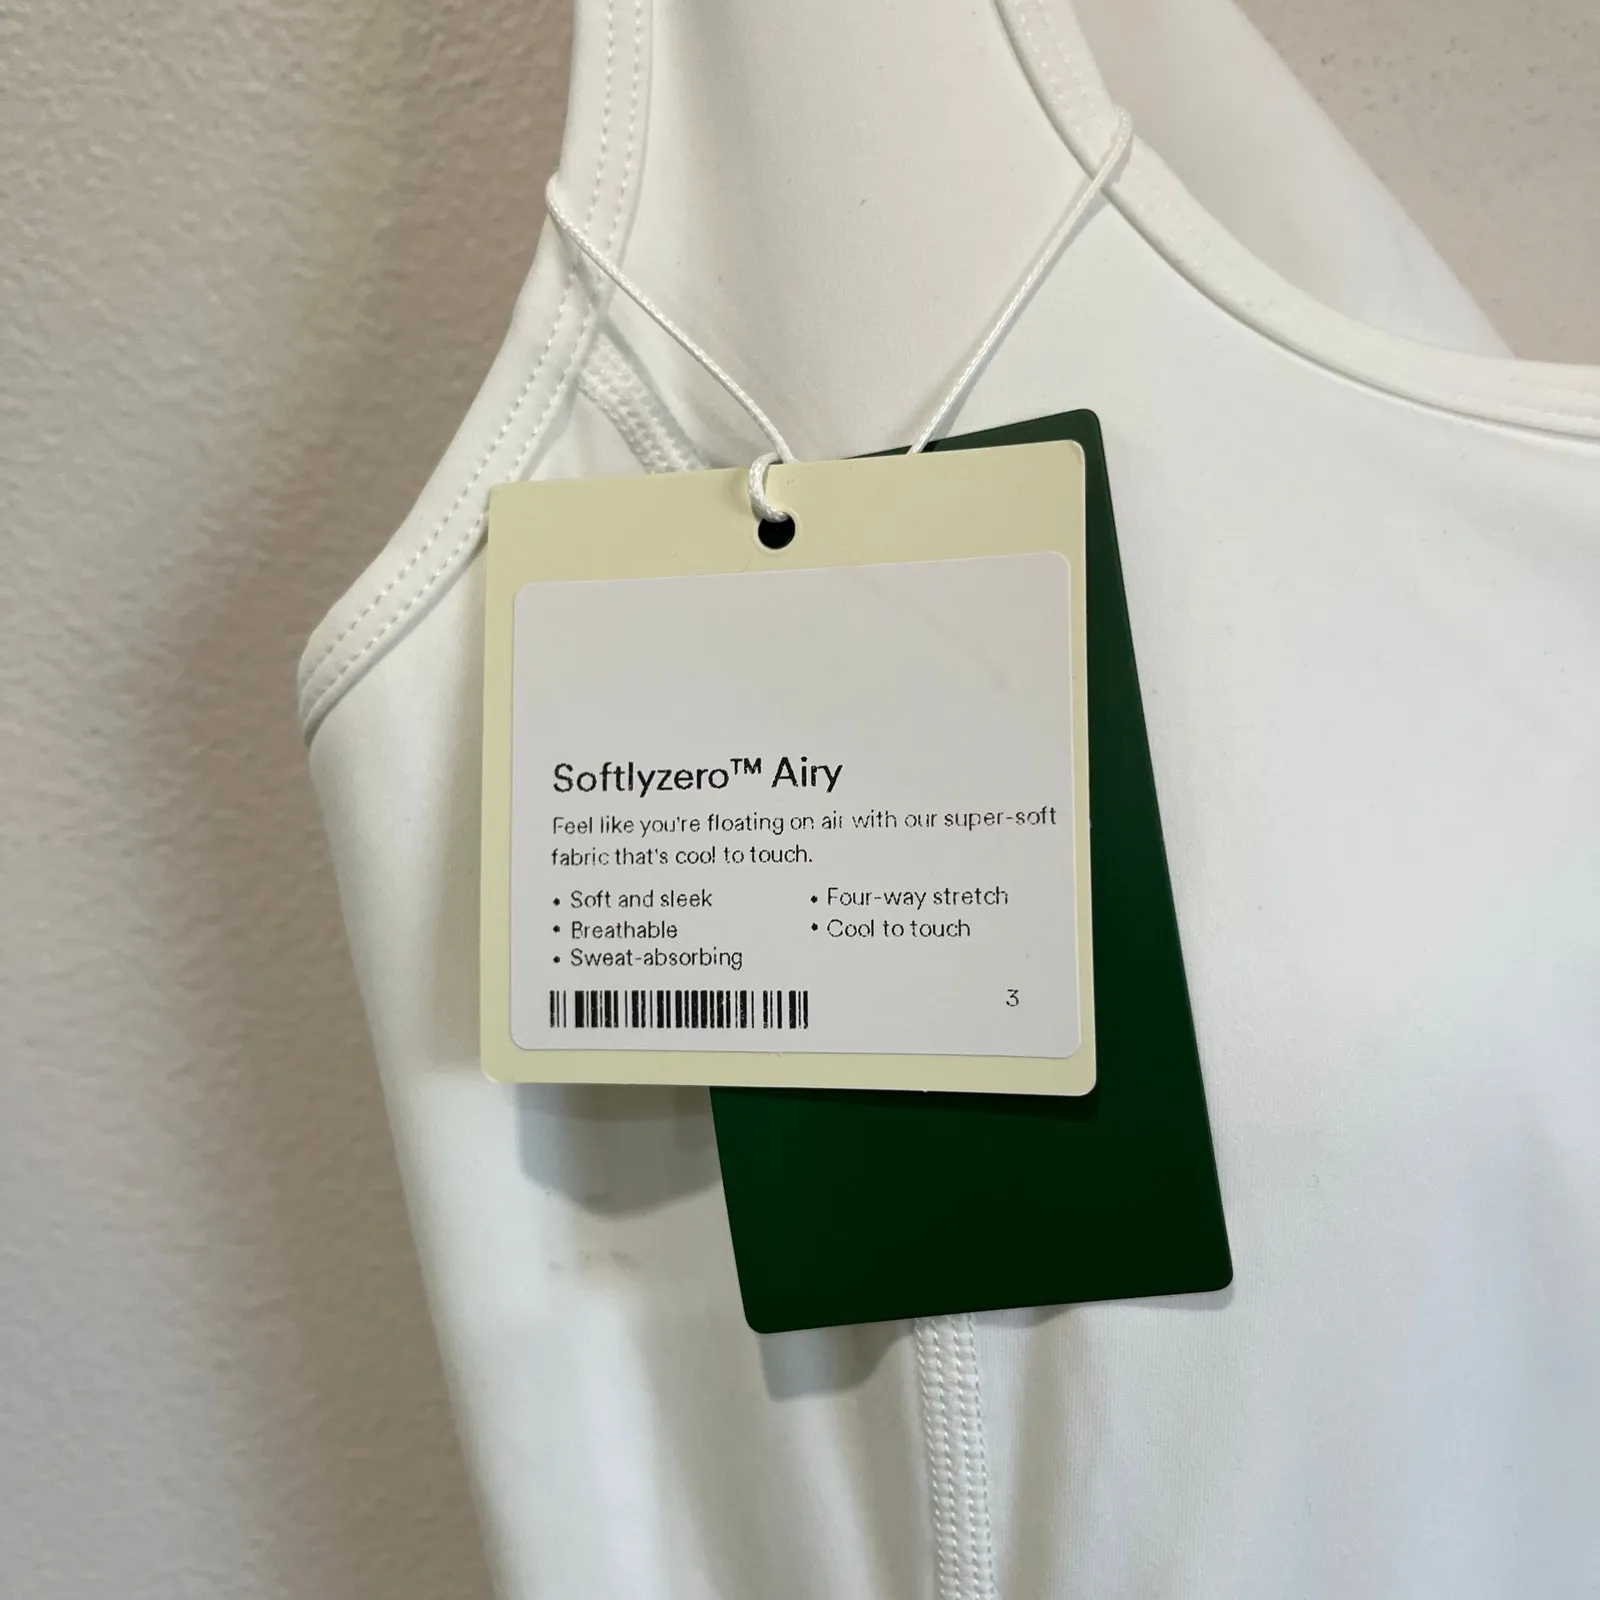 Softlyzero™ Airy
Feel like you're floating on air with our super-soft
fabric that's cool to touch.
• Soft and sleek
• Breathable
• Sweat-absorbing
• Four-way stretch
• Cool to touch
3